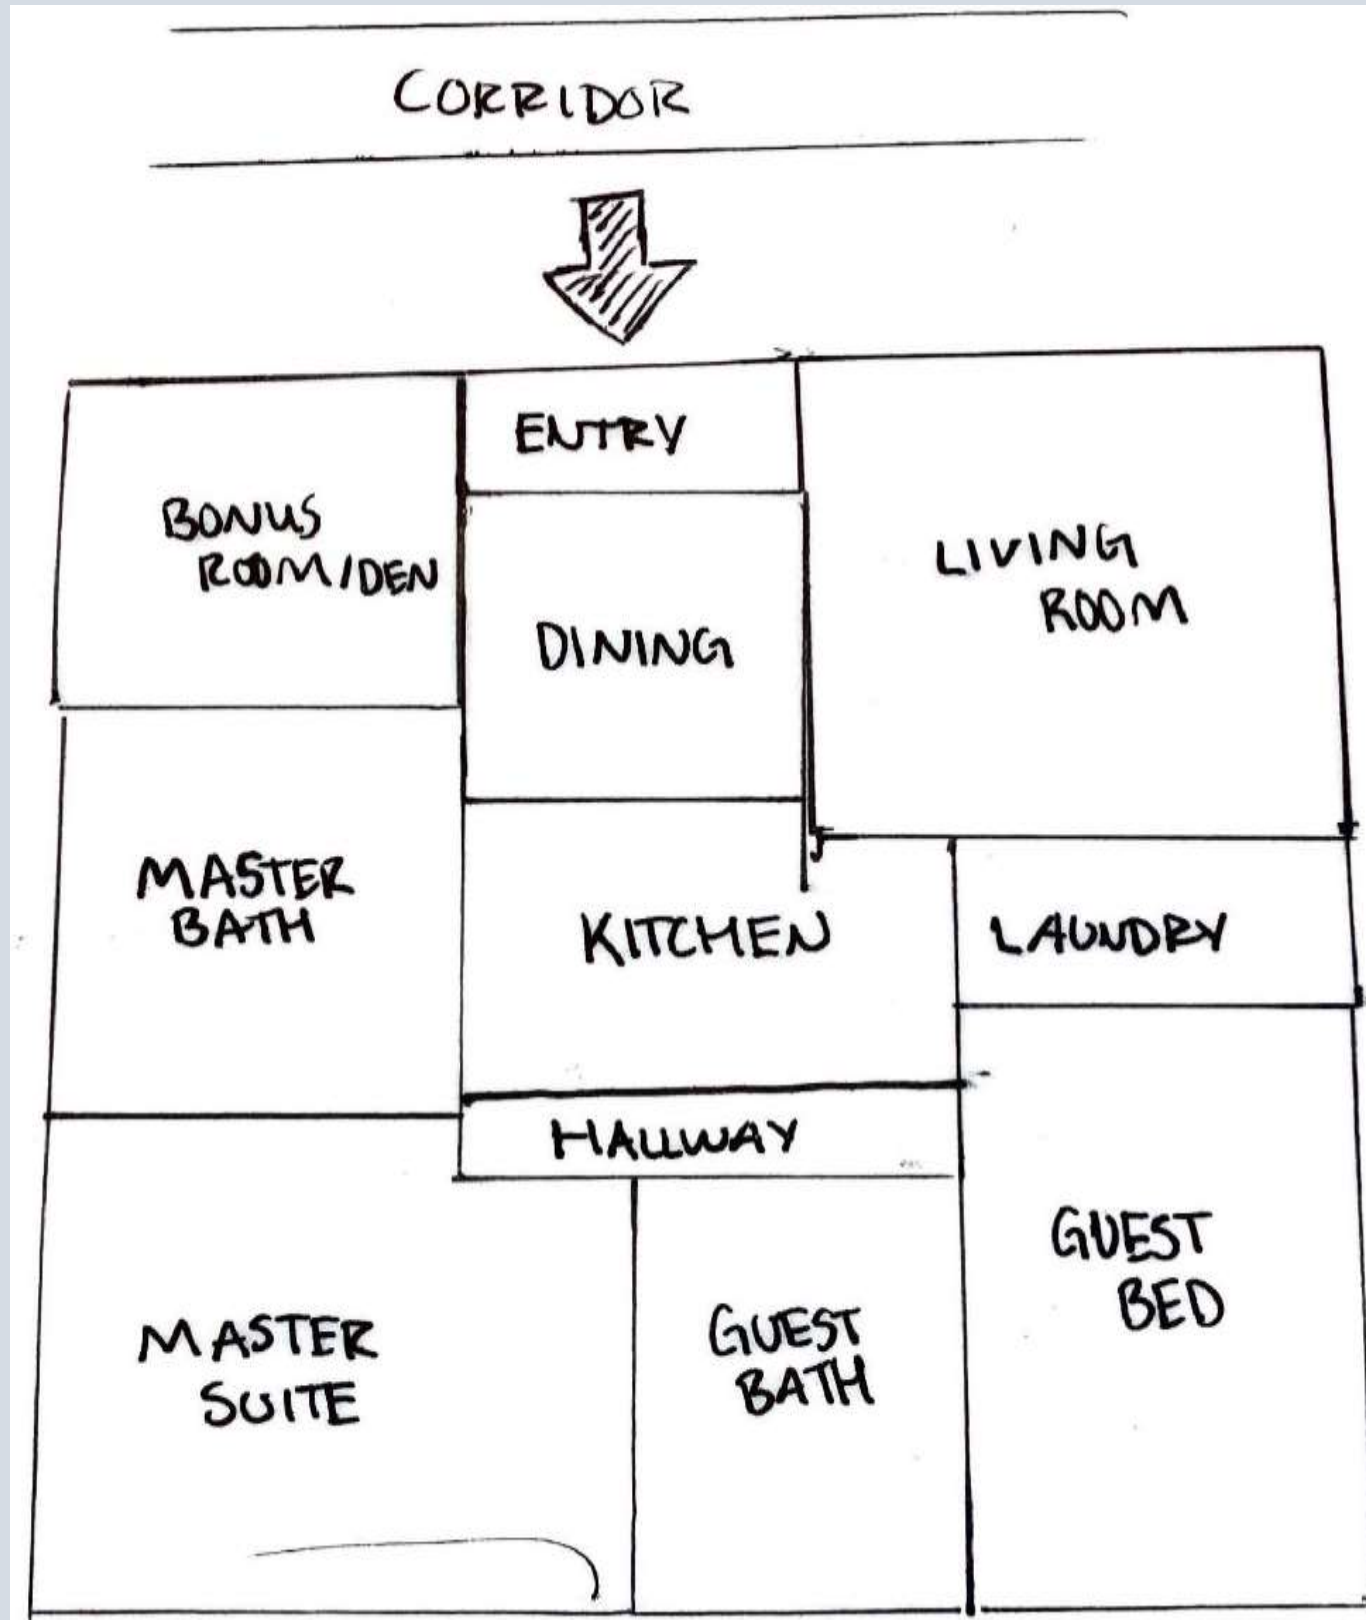 CORRIDOR
ENTRY
BONUS
ROOM/DEN
LIVING
ROOM
DINING
MASTER
BATH
KITCHEN
LAUNDRY
HALLWAY
GUEST
BED
MASTER
SUITE
GUEST
BATH